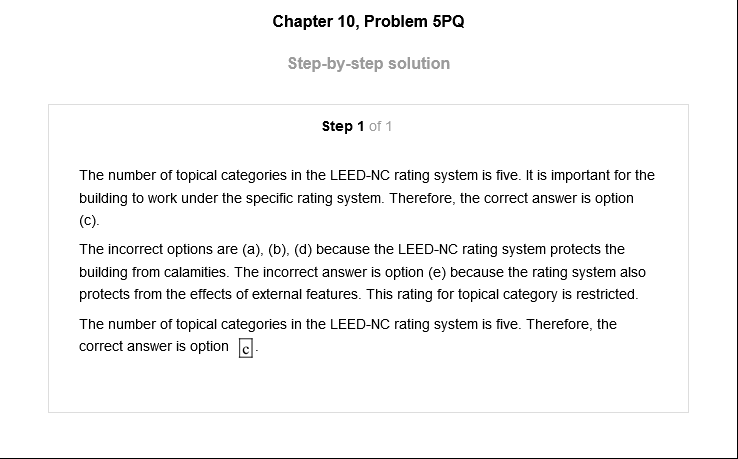 Chapter 10, Problem 5PQ
Step-by-step solution
Step 1 of 1
The number of topical categories in the LEED-NC rating system is five. It is important for the
building to work under the specific rating system. Therefore, the correct answer is option
(c).
The incorrect options are (a), (b), (d) because the LEED-NC rating system protects the
building from calamities. The incorrect answer is option (e) because the rating system also
protects from the effects of external features. This rating for topical category is restricted.
The number of topical categories in the LEED-NC rating system is five. Therefore, the
correct answer is option c.